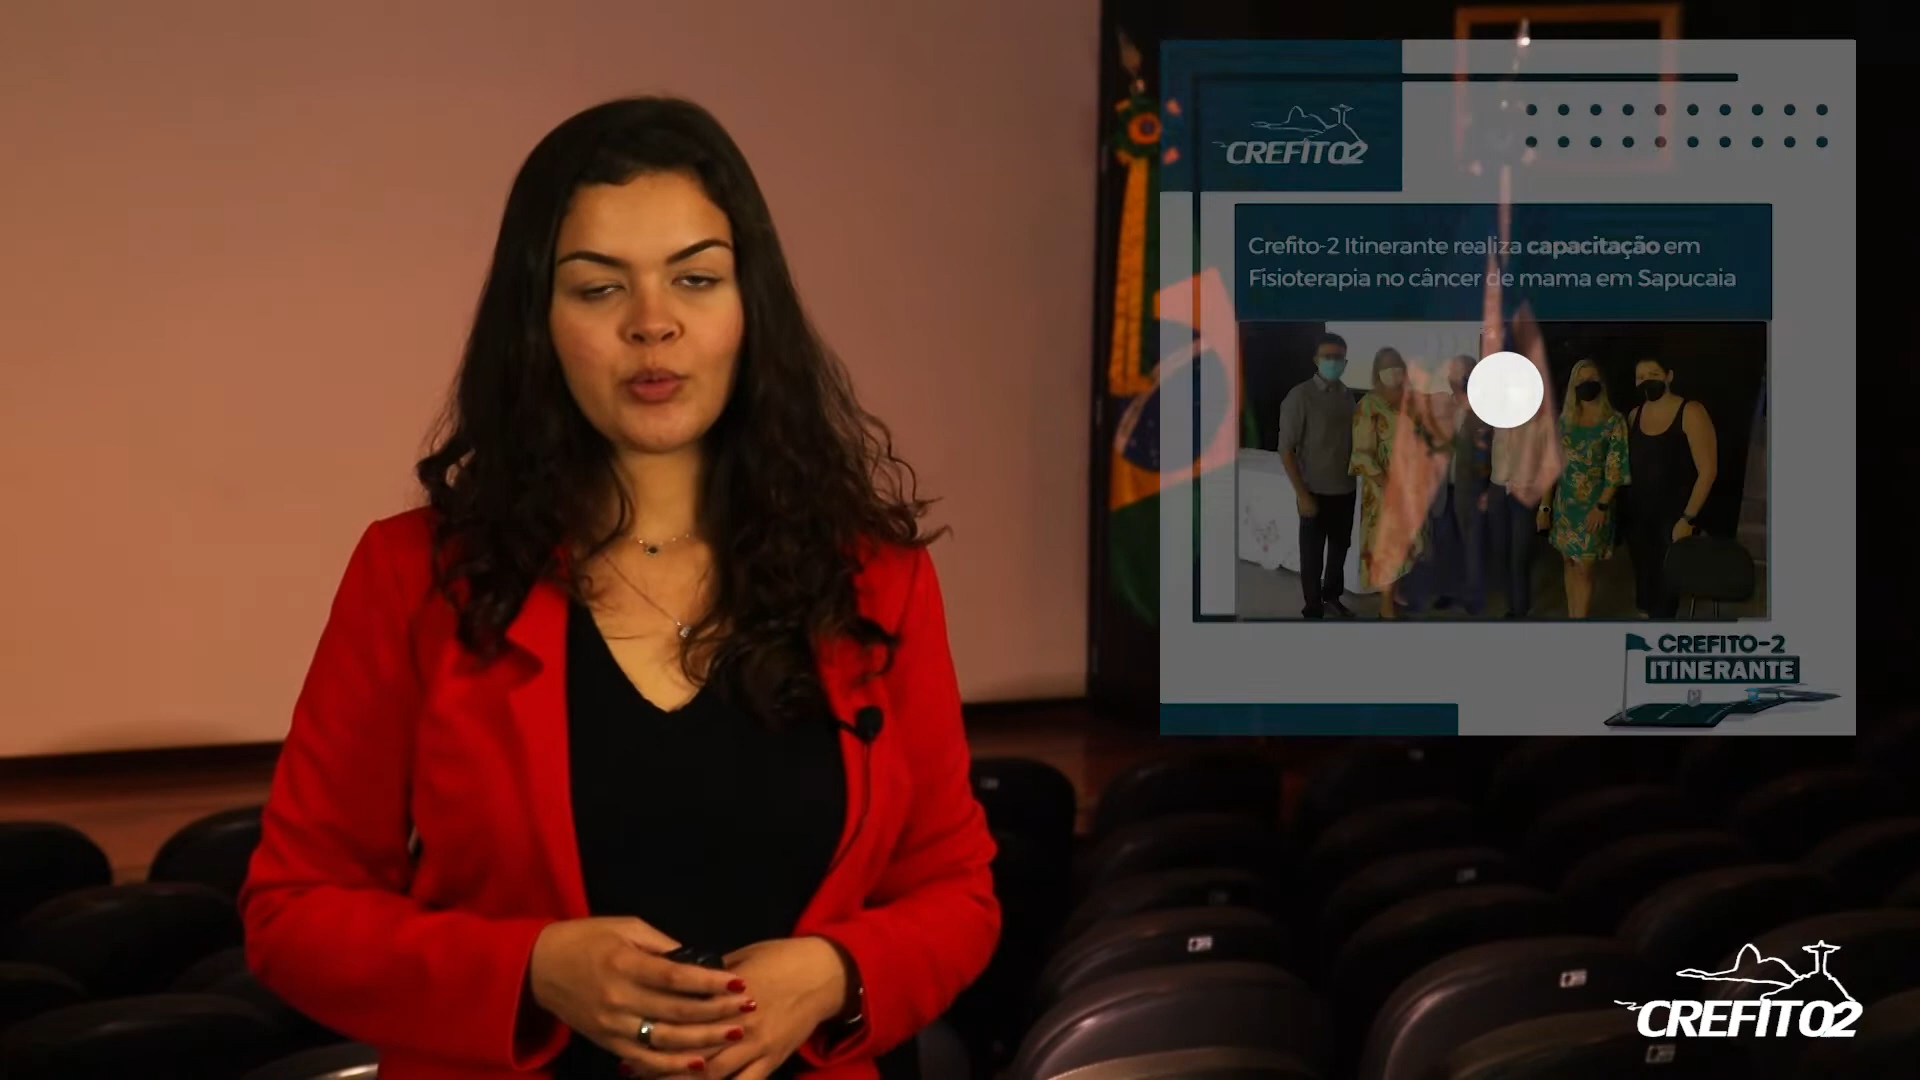 CREFITO2
Crefito-2 Itinerante realiza capacitação em
Fisioterapia no câncer de mama em Sapucaia
CREFITO-2
ITINERANTE
CREFITO2